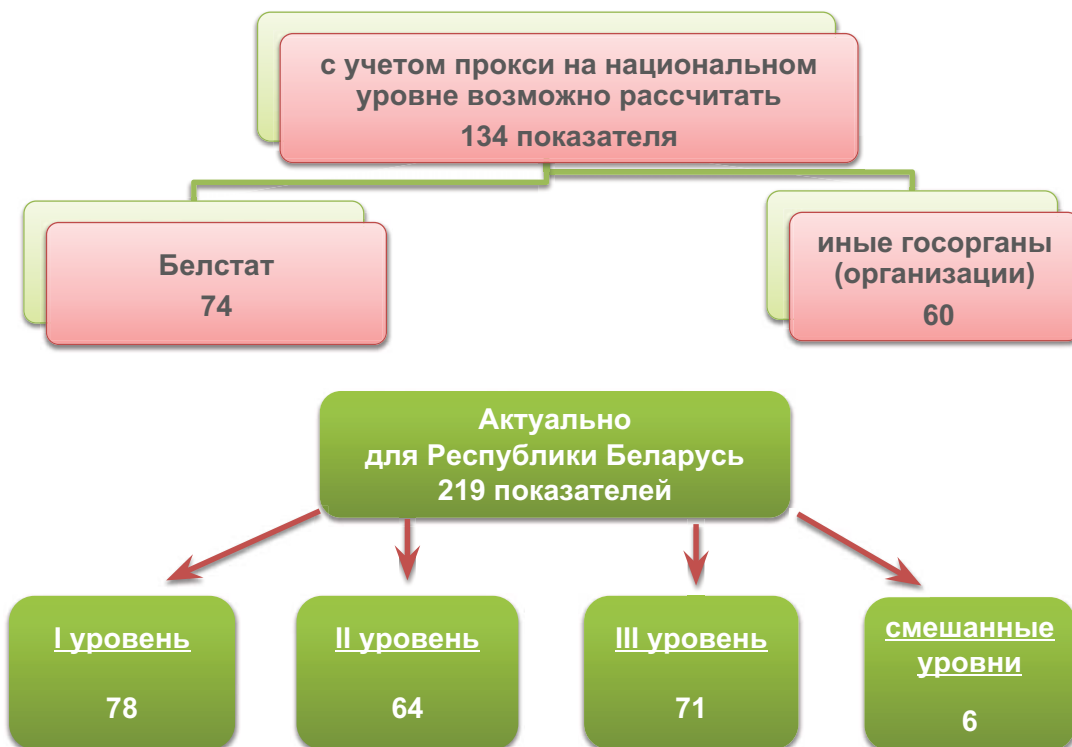 с учетом прокси на национальном
уровне возможно рассчитать
134 показателя
Белстат
74
иные госорганы
(организации)
60
Актуально
для Республики Беларусь
219 показателей
I уровень
78
II уровень
64
III уровень
71
смешанные
уровни
6